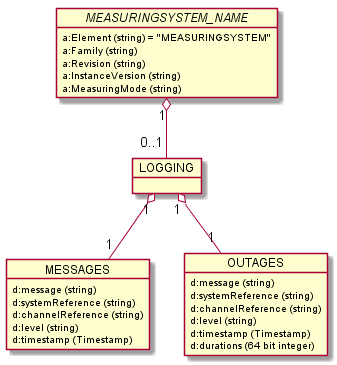 MEASURINGSYSTEM_NAME
a:Element (string) = "MEASURINGSYSTEM"
a:Family (string)
a:Revision (string)
a:InstanceVersion (string)
a:MeasuringMode (string)
1
0..1
LOGGING
1
1
1
1
MESSAGES
d:message (string)
d:systemReference (string)
d:channelReference (string)
d:level (string)
d:timestamp (Timestamp)
OUTAGES
d:message (string)
d:systemReference (string)
d:channelReference (string)
d:level (string)
d:timestamp (Timestamp)
d:durations (64 bit integer)